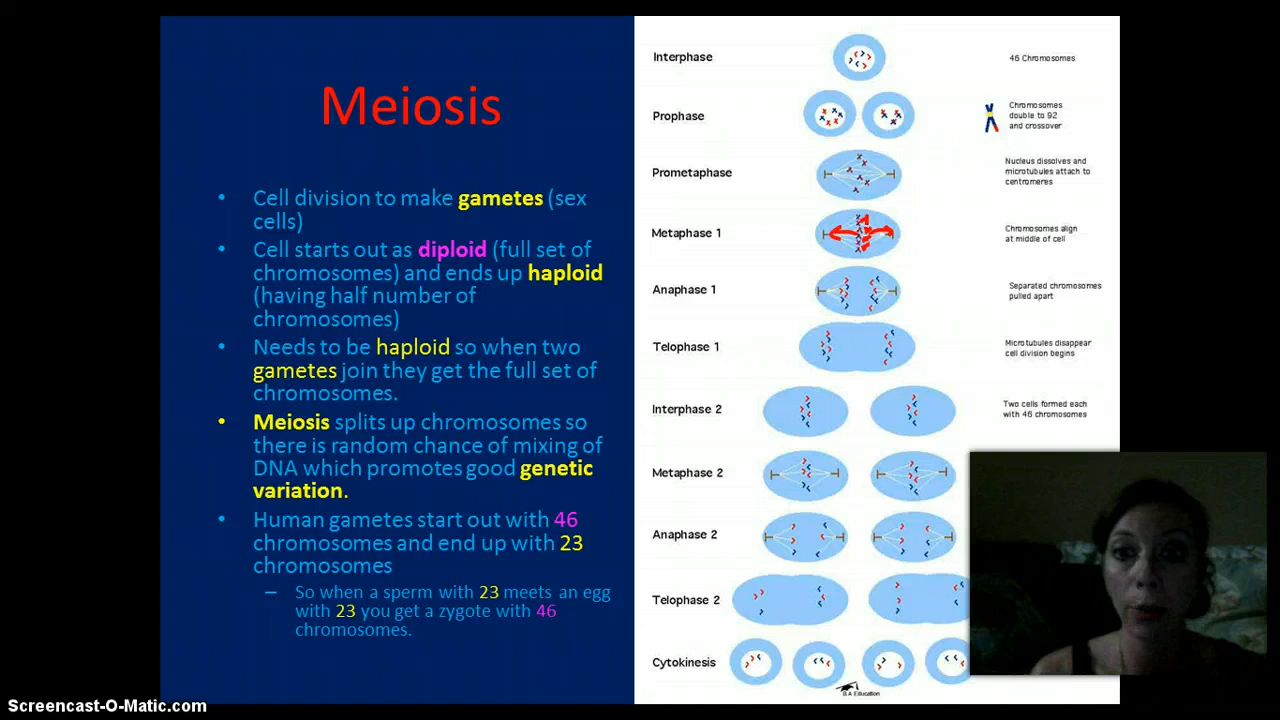 Meiosis
• Cell division to make gametes (sex
cells)
• Cell starts out as diploid (full set of
chromosomes) and ends up haploid
(having half number of
chromosomes)
• Needs to be haploid so when two
gametes join they get the full set of
chromosomes.
• Meiosis splits up chromosomes so
there is random chance of mixing of
DNA which promotes good genetic
variation.
• Human gametes start out with 46
chromosomes and end up with 23
chromosomes
– So when a sperm with 23 meets an egg
with 23 you get a zygote with 46
chromosomes.
Interphase
46 Chromosomes
Prophase
Chromosomes
double to 92
and crossover
Prometaphase
Nucleus dissolves and
microtubules attach to
centromeres
Metaphase 1
Chromosomes align
at middle of cell
Anaphase 1
Separated chromosomes
pulled apart
Telophase 1
Microtubules disappear
cell division begins
Interphase 2
Two cells formed each
with 46 chromosomes
Metaphase 2
Anaphase 2
Telophase 2
Cytokinesis
B.A Education
Screencast-O-Matic.com